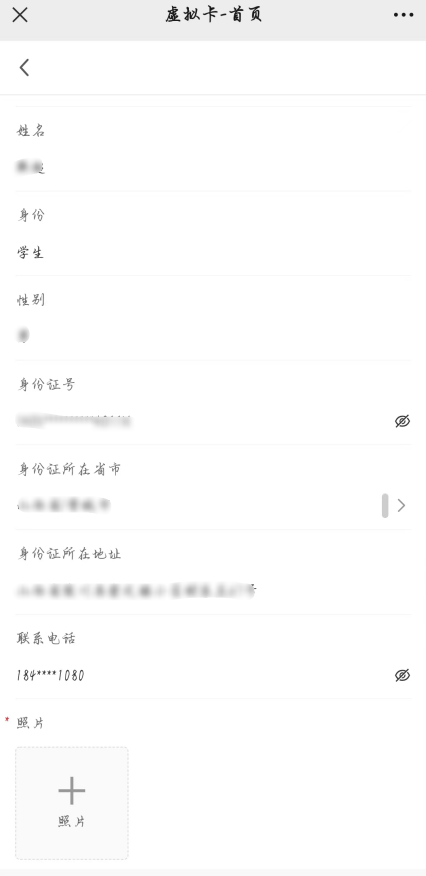 虚拟卡-首页
姓名
身份
学生
性别
身份证号
身份证所在省市
身份证所在地址
号
联系电话
184****1080
* 照片
照片